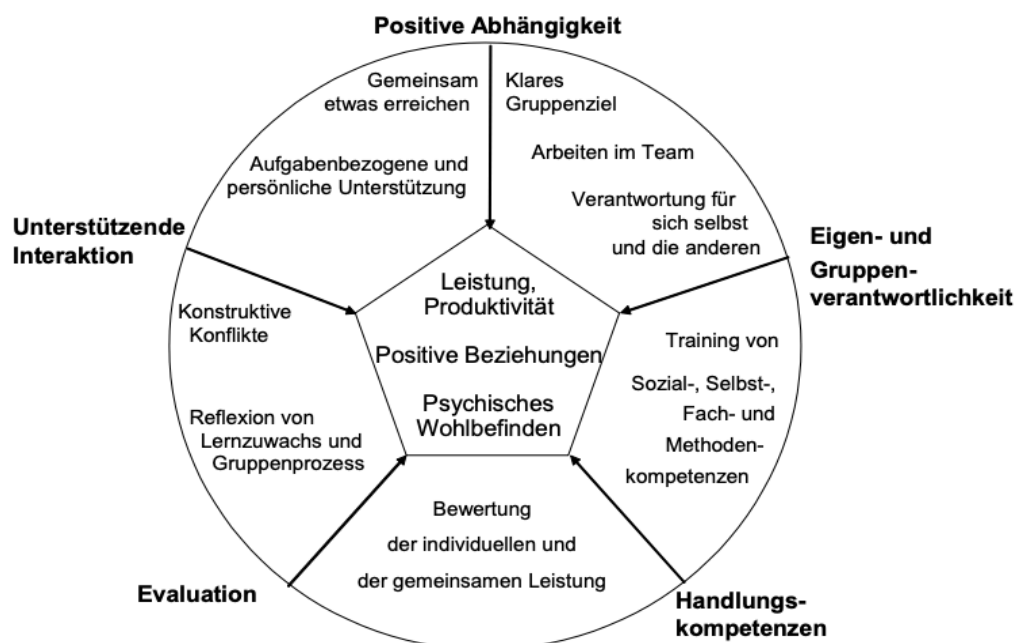 Positive Abhängigkeit
Gemeinsam
etwas erreichen
Klares
Gruppenziel
Arbeiten im Team
Aufgabenbezogene und
persönliche Unterstützung
Verantwortung für
sich selbst
und die anderen
Unterstützende
Interaktion
Eigen- und
Gruppen-
verantwortlichkeit
Leistung,
Produktivität
Positive Beziehungen
Psychisches
Wohlbefinden
Konstruktive
Konflikte
Training von
Sozial-, Selbst-,
Fach- und
Methoden-
kompetenzen
Reflexion von
Lernzuwachs und
Gruppenprozess
Bewertung
der individuellen und
der gemeinsamen Leistung
Evaluation
Handlungs-
kompetenzen